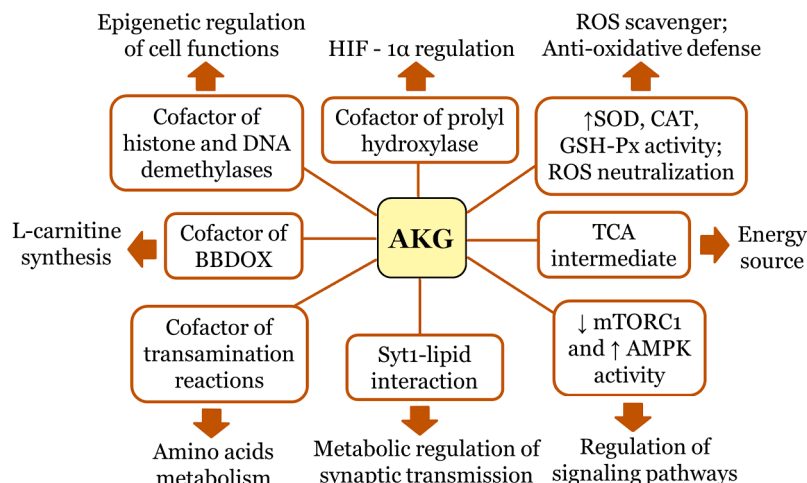 Epigenetic regulation
of cell functions
HIF - 1α regulation
ROS scavenger;
Anti-oxidative defense
Cofactor of
histone and DNA
demethylases
Cofactor of prolyl
hydroxylase
↑SOD, CAT,
GSH-Px activity;
ROS neutralization
L-carnitine
synthesis
Cofactor of
BBDOX
AKG
TCA
intermediate
Energy
source
Cofactor of
transamination
reactions
Syt1-lipid
interaction
↓ mTORC1
and ↑ AMPK
activity
Amino acids
metabolism
Metabolic regulation of
synaptic transmission
Regulation of
signaling pathways